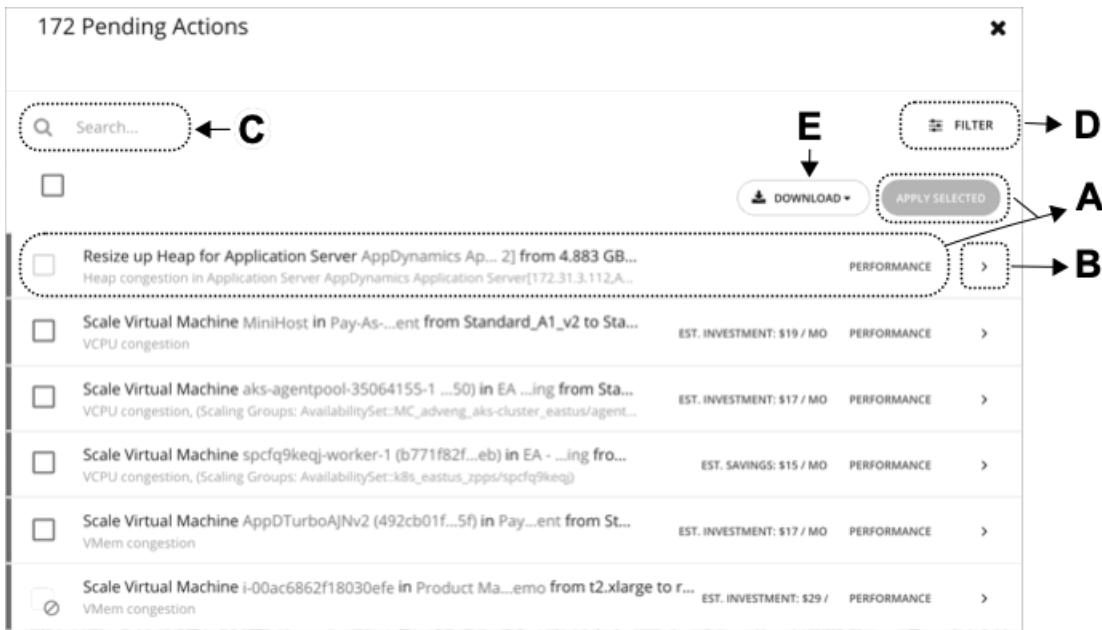 172 Pending Actions
Search...
C
E
FILTER
D
DOWNLOAD
APPLY SELECTED
A
Resize up Heap for Application Server AppDynamics Ap... 2] from 4.883 GB...
PERFORMANCE
B
Heap congestion in Application Server AppDynamics Application Server[172.31.3.112,A...
Scale Virtual Machine MiniHost in Pay-As-...ent from Standard_A1_v2 to Sta...
EST. INVESTMENT: $19 / MO PERFORMANCE
VCPU congestion
Scale Virtual Machine aks-agentpool-35064155-1 ...50) in EA ...ing from Sta...
EST. INVESTMENT: $17 / MO PERFORMANCE
VCPU congestion, (Scaling Groups: AvailabilitySet::MC_adveng_aks-cluster_eastus/agent...
Scale Virtual Machine spcfq9keqj-worker-1 (b771f82f...eb) in EA - ...ing fro...
EST. SAVINGS: $15 / MO PERFORMANCE
VCPU congestion, (Scaling Groups: AvailabilitySet::k8s_eastus_zpps/spcfq9keqj)
Scale Virtual Machine AppDTurboAJNv2 (492cb01f...5f) in Pay...ent from St...
EST. INVESTMENT: $17 / MO PERFORMANCE
VMem congestion
Scale Virtual Machine i-00ac6862f18030efe in Product Ma...emo from t2.xlarge to r...
EST. INVESTMENT: $29 / PERFORMANCE
VMem congestion